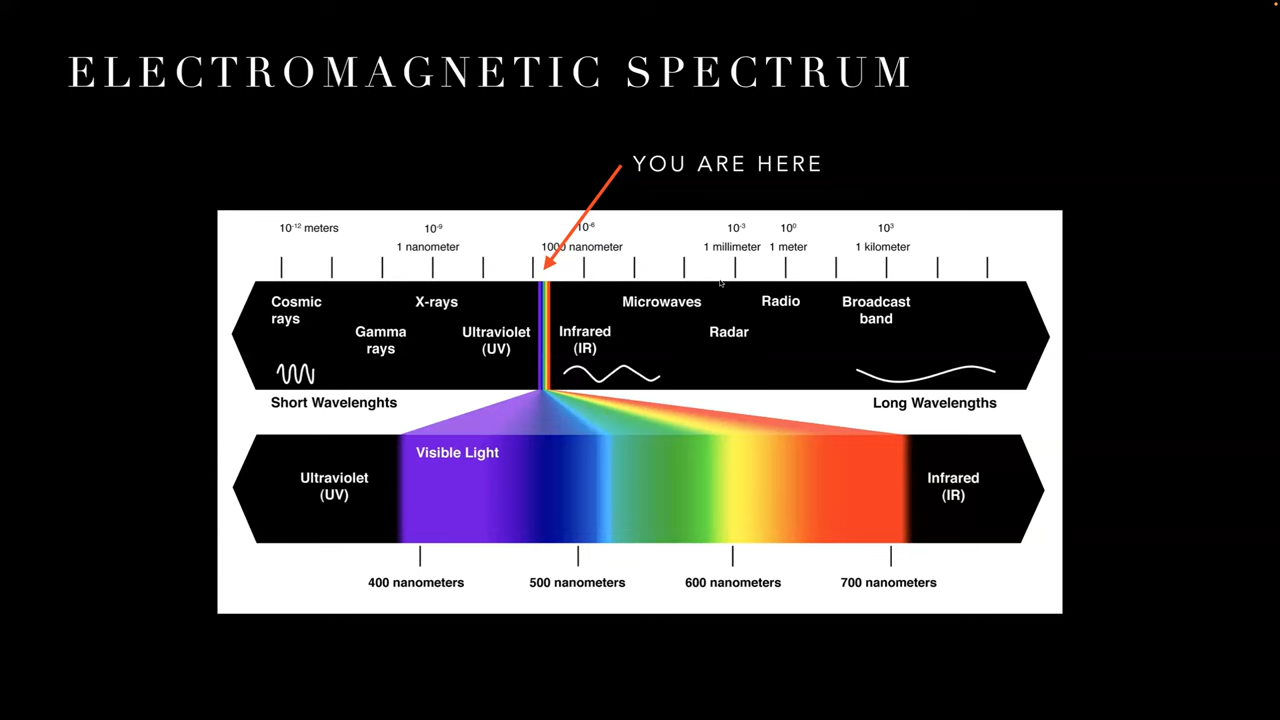 ELECTROMAGNETIC SPECTRUM
YOU ARE HERE
10⁻¹² meters 10⁻⁹ 10⁻⁶ 10⁻³ 10⁰ 10³
1 nanometer 1000 nanometer 1 millimeter 1 meter 1 kilometer
Cosmic
rays
Gamma
rays
X-rays
Ultraviolet
(UV)
Infrared
(IR)
Microwaves
Radar
Radio
Broadcast
band
Short Wavelenghts
Long Wavelengths
Visible Light
Ultraviolet
(UV)
Infrared
(IR)
400 nanometers 500 nanometers 600 nanometers 700 nanometers